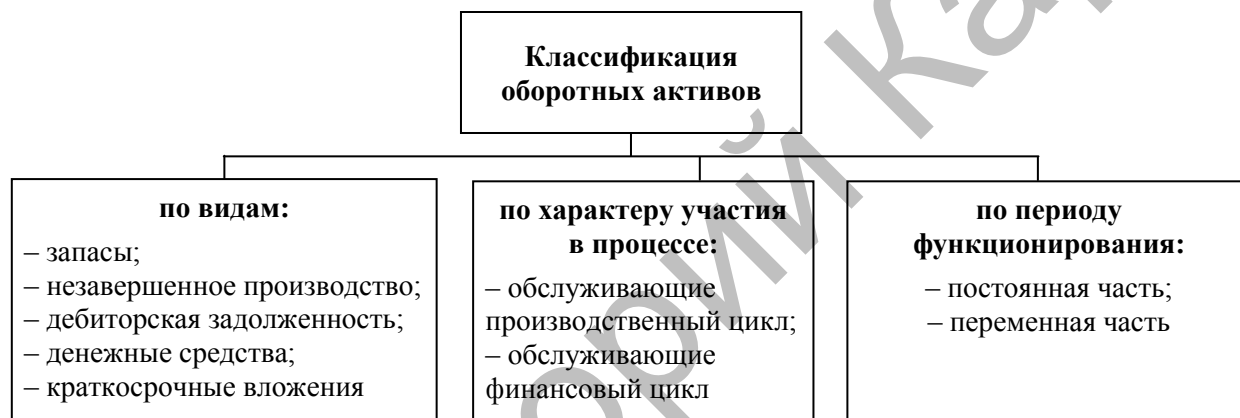 Классификация
оборотных активов
по видам:
– запасы;
– незавершенное производство;
– дебиторская задолженность;
– денежные средства;
– краткосрочные вложения
по характеру участия
в процессе:
– обслуживающие
производственный цикл;
– обслуживающие
финансовый цикл
по периоду
функционирования:
– постоянная часть;
– переменная часть